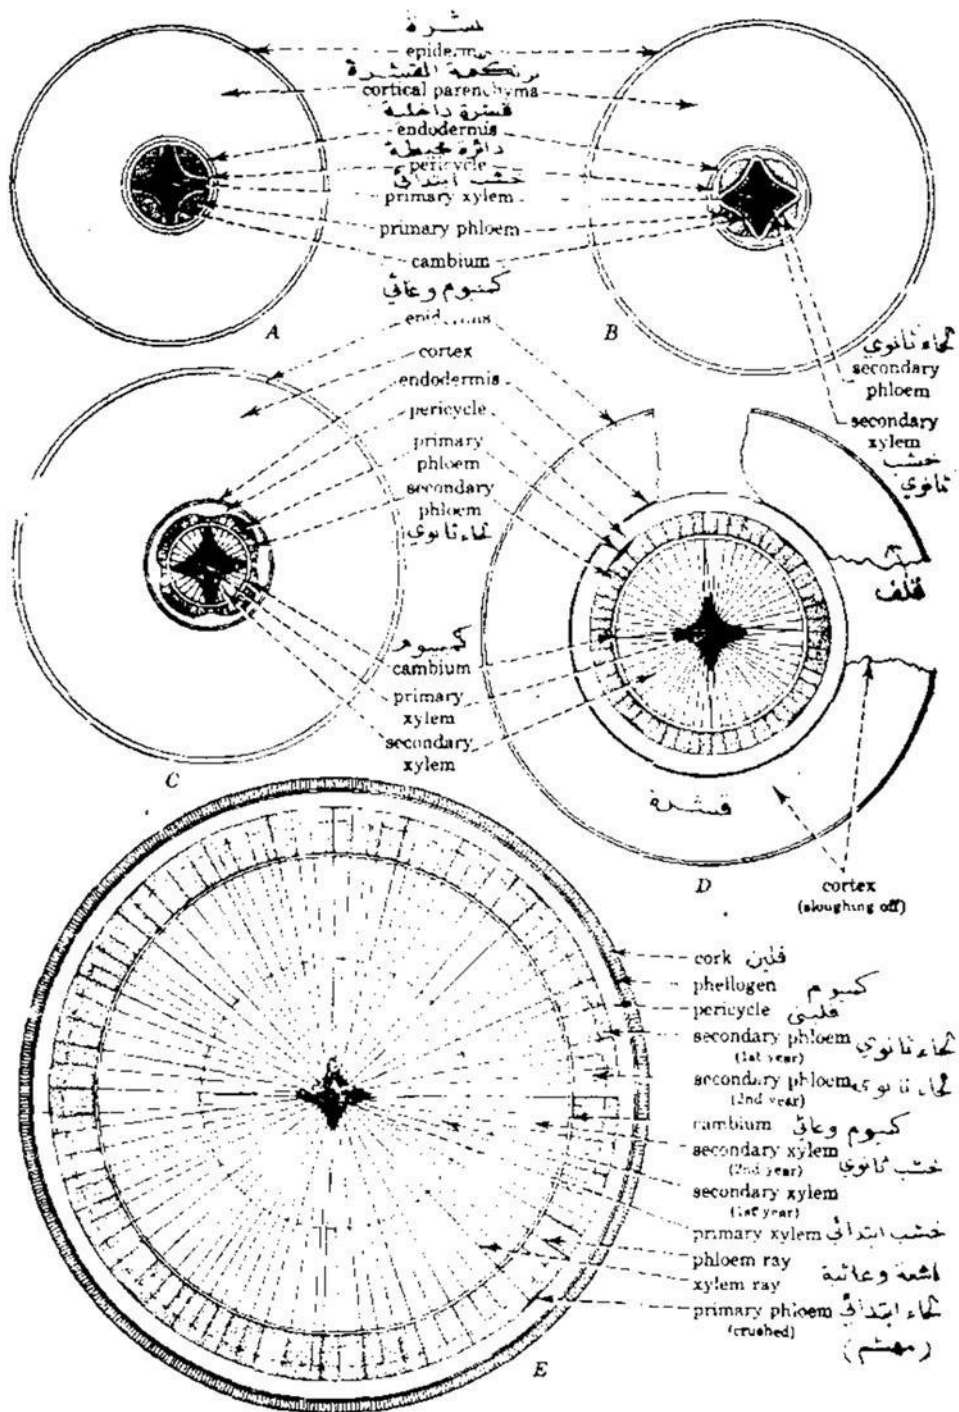 بشرة
epidermis
برنكيمة القشرة
cortical parenchyma
قشرة داخلية
endodermis
دائرة محيطة
pericycle
خشب ابتدائي
primary xylem
primary phloem
cambium
كمبيوم وعائي
A
B
لحاء ثانوي
secondary
phloem
secondary
xylem
خشب
ثانوي
epidermis
cortex
endodermis
pericycle
primary
phloem
secondary
phloem
لحاء ثانوي
قلف
كمبيوم
cambium
primary
xylem
secondary
xylem
C
قشرة
D
cortex
(sloughing off)
cork فلين
phellogen كمبيوم
pericycle فليني
secondary phloem لحاء ثانوي
(1st year)
secondary phloem لحاء ثانوي
(2nd year)
cambium كمبيوم وعائي
secondary xylem خشب ثانوي
(2nd year)
secondary xylem
(1st year)
primary xylem خشب ابتدائي
phloem ray
xylem ray اشعة وعائية
primary phloem لحاء ابتدائي
(crushed) (مهشم)
E